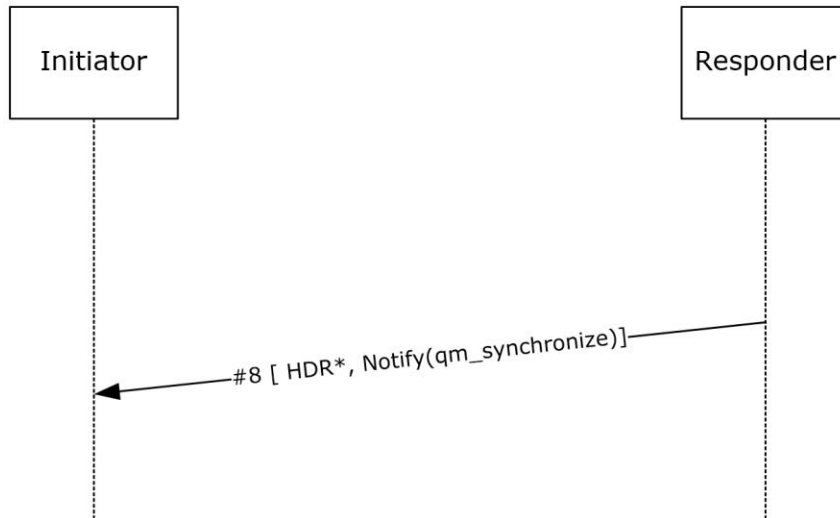 Initiator
Responder
#8 [ HDR*, Notify(qm_synchronize)]